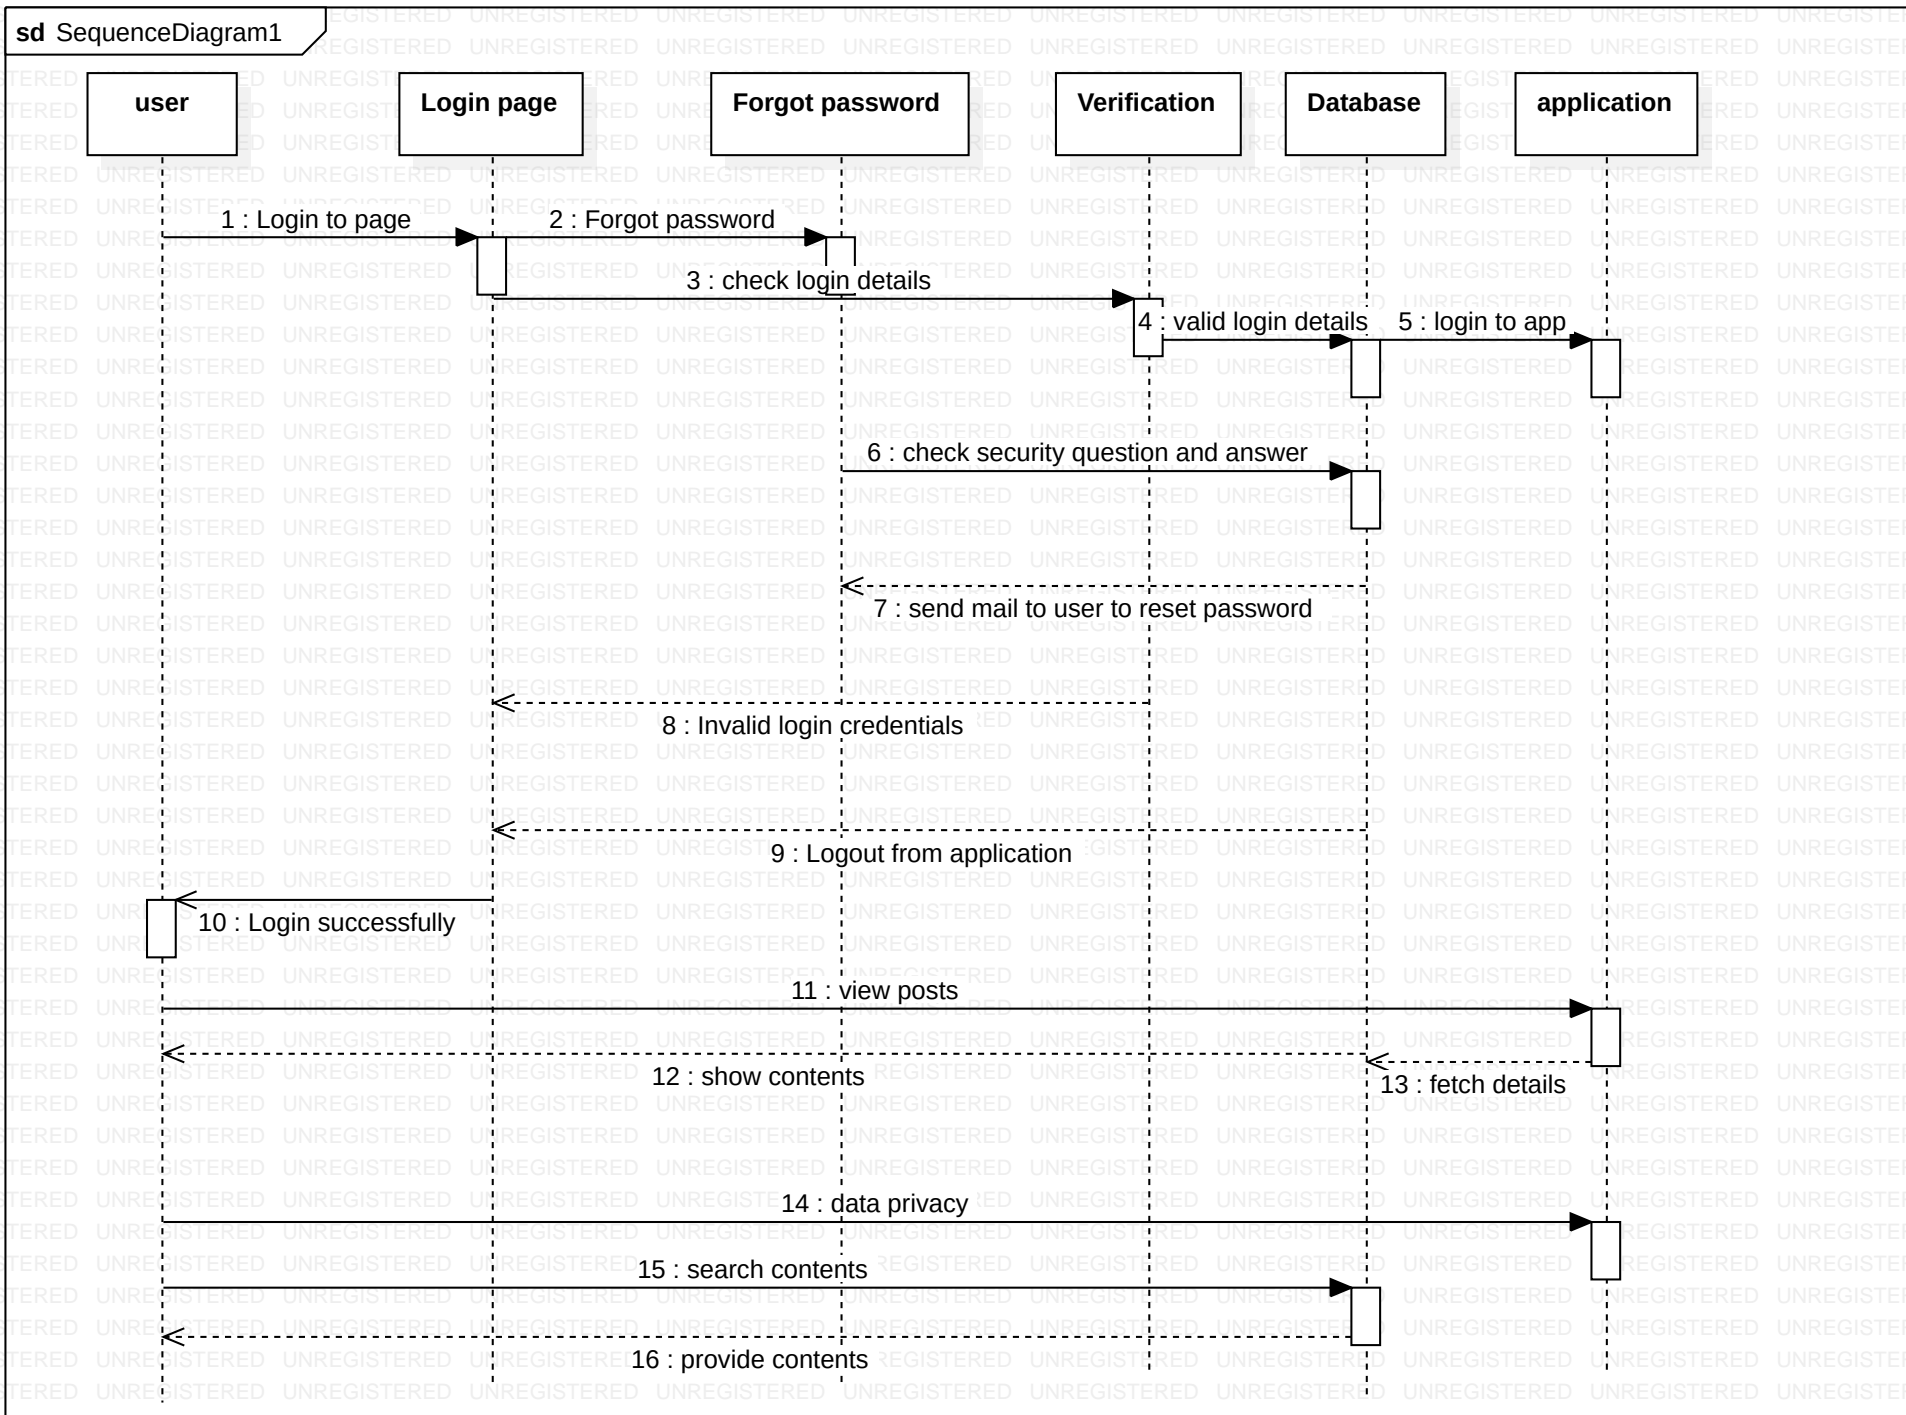 sd SequenceDiagram1
user
Login page
Forgot password
Verification
Database
application
1 : Login to page
2 : Forgot password
3 : check login details
4 : valid login details
5 : login to app
6 : check security question and answer
7 : send mail to user to reset password
8 : Invalid login credentials
9 : Logout from application
10 : Login successfully
11 : view posts
12 : show contents
13 : fetch details
14 : data privacy
15 : search contents
16 : provide contents
UNREGISTERED